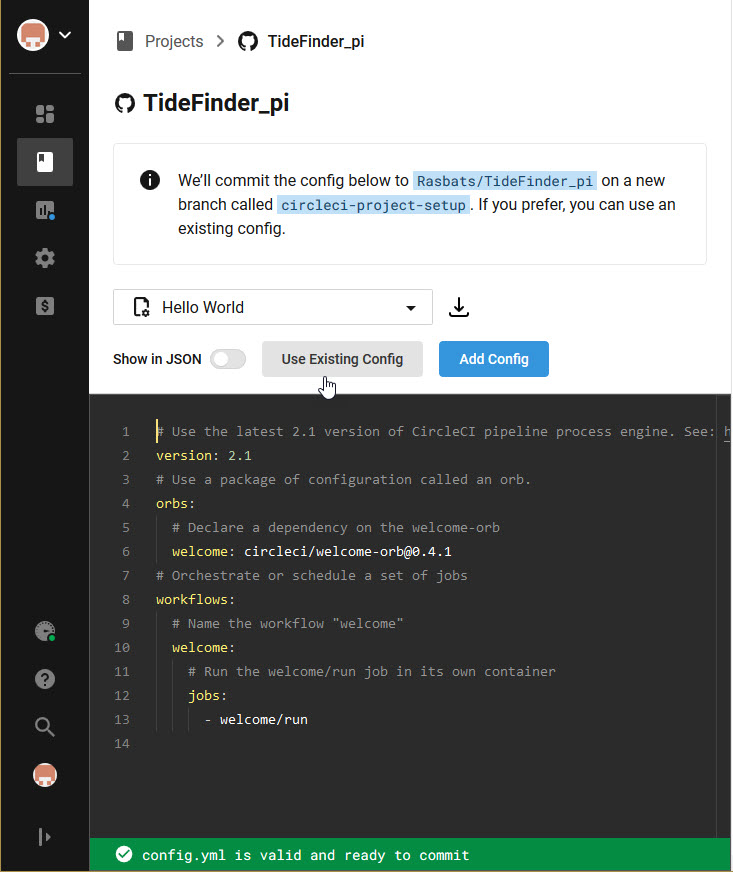 Projects > TideFinder_pi
TideFinder_pi
We'll commit the config below to Rasbats/TideFinder_pi on a new
branch called circleci-project-setup. If you prefer, you can use an
existing config.
Hello World
Show in JSON Use Existing Config Add Config
1 # Use the latest 2.1 version of CircleCI pipeline process engine. See: h
2 version: 2.1
3 # Use a package of configuration called an orb.
4 orbs:
5 # Declare a dependency on the welcome-orb
6 welcome: circleci/welcome-orb@0.4.1
7 # Orchestrate or schedule a set of jobs
8 workflows:
9 # Name the workflow "welcome"
10 welcome:
11 # Run the welcome/run job in its own container
12 jobs:
13 - welcome/run
14
config.yml is valid and ready to commit